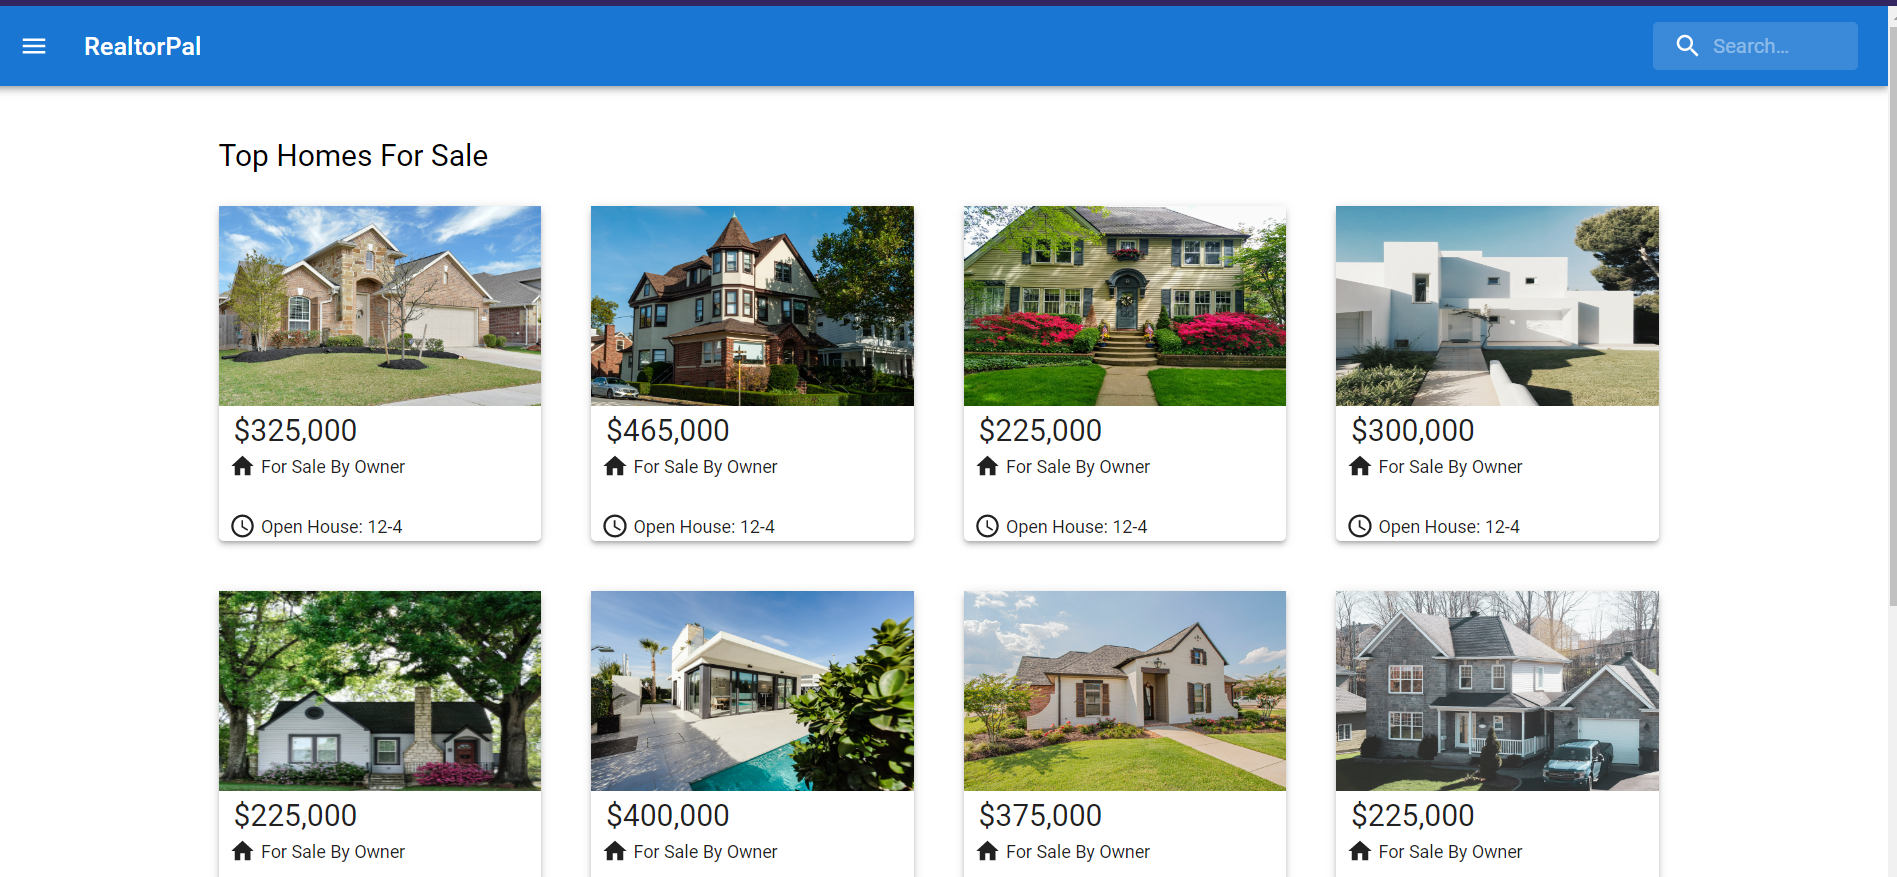 RealtorPal
Search...
Top Homes For Sale
$325,000
For Sale By Owner
Open House: 12-4
$465,000
For Sale By Owner
Open House: 12-4
$225,000
For Sale By Owner
Open House: 12-4
$300,000
For Sale By Owner
Open House: 12-4
$225,000
For Sale By Owner
$400,000
For Sale By Owner
$375,000
For Sale By Owner
$225,000
For Sale By Owner